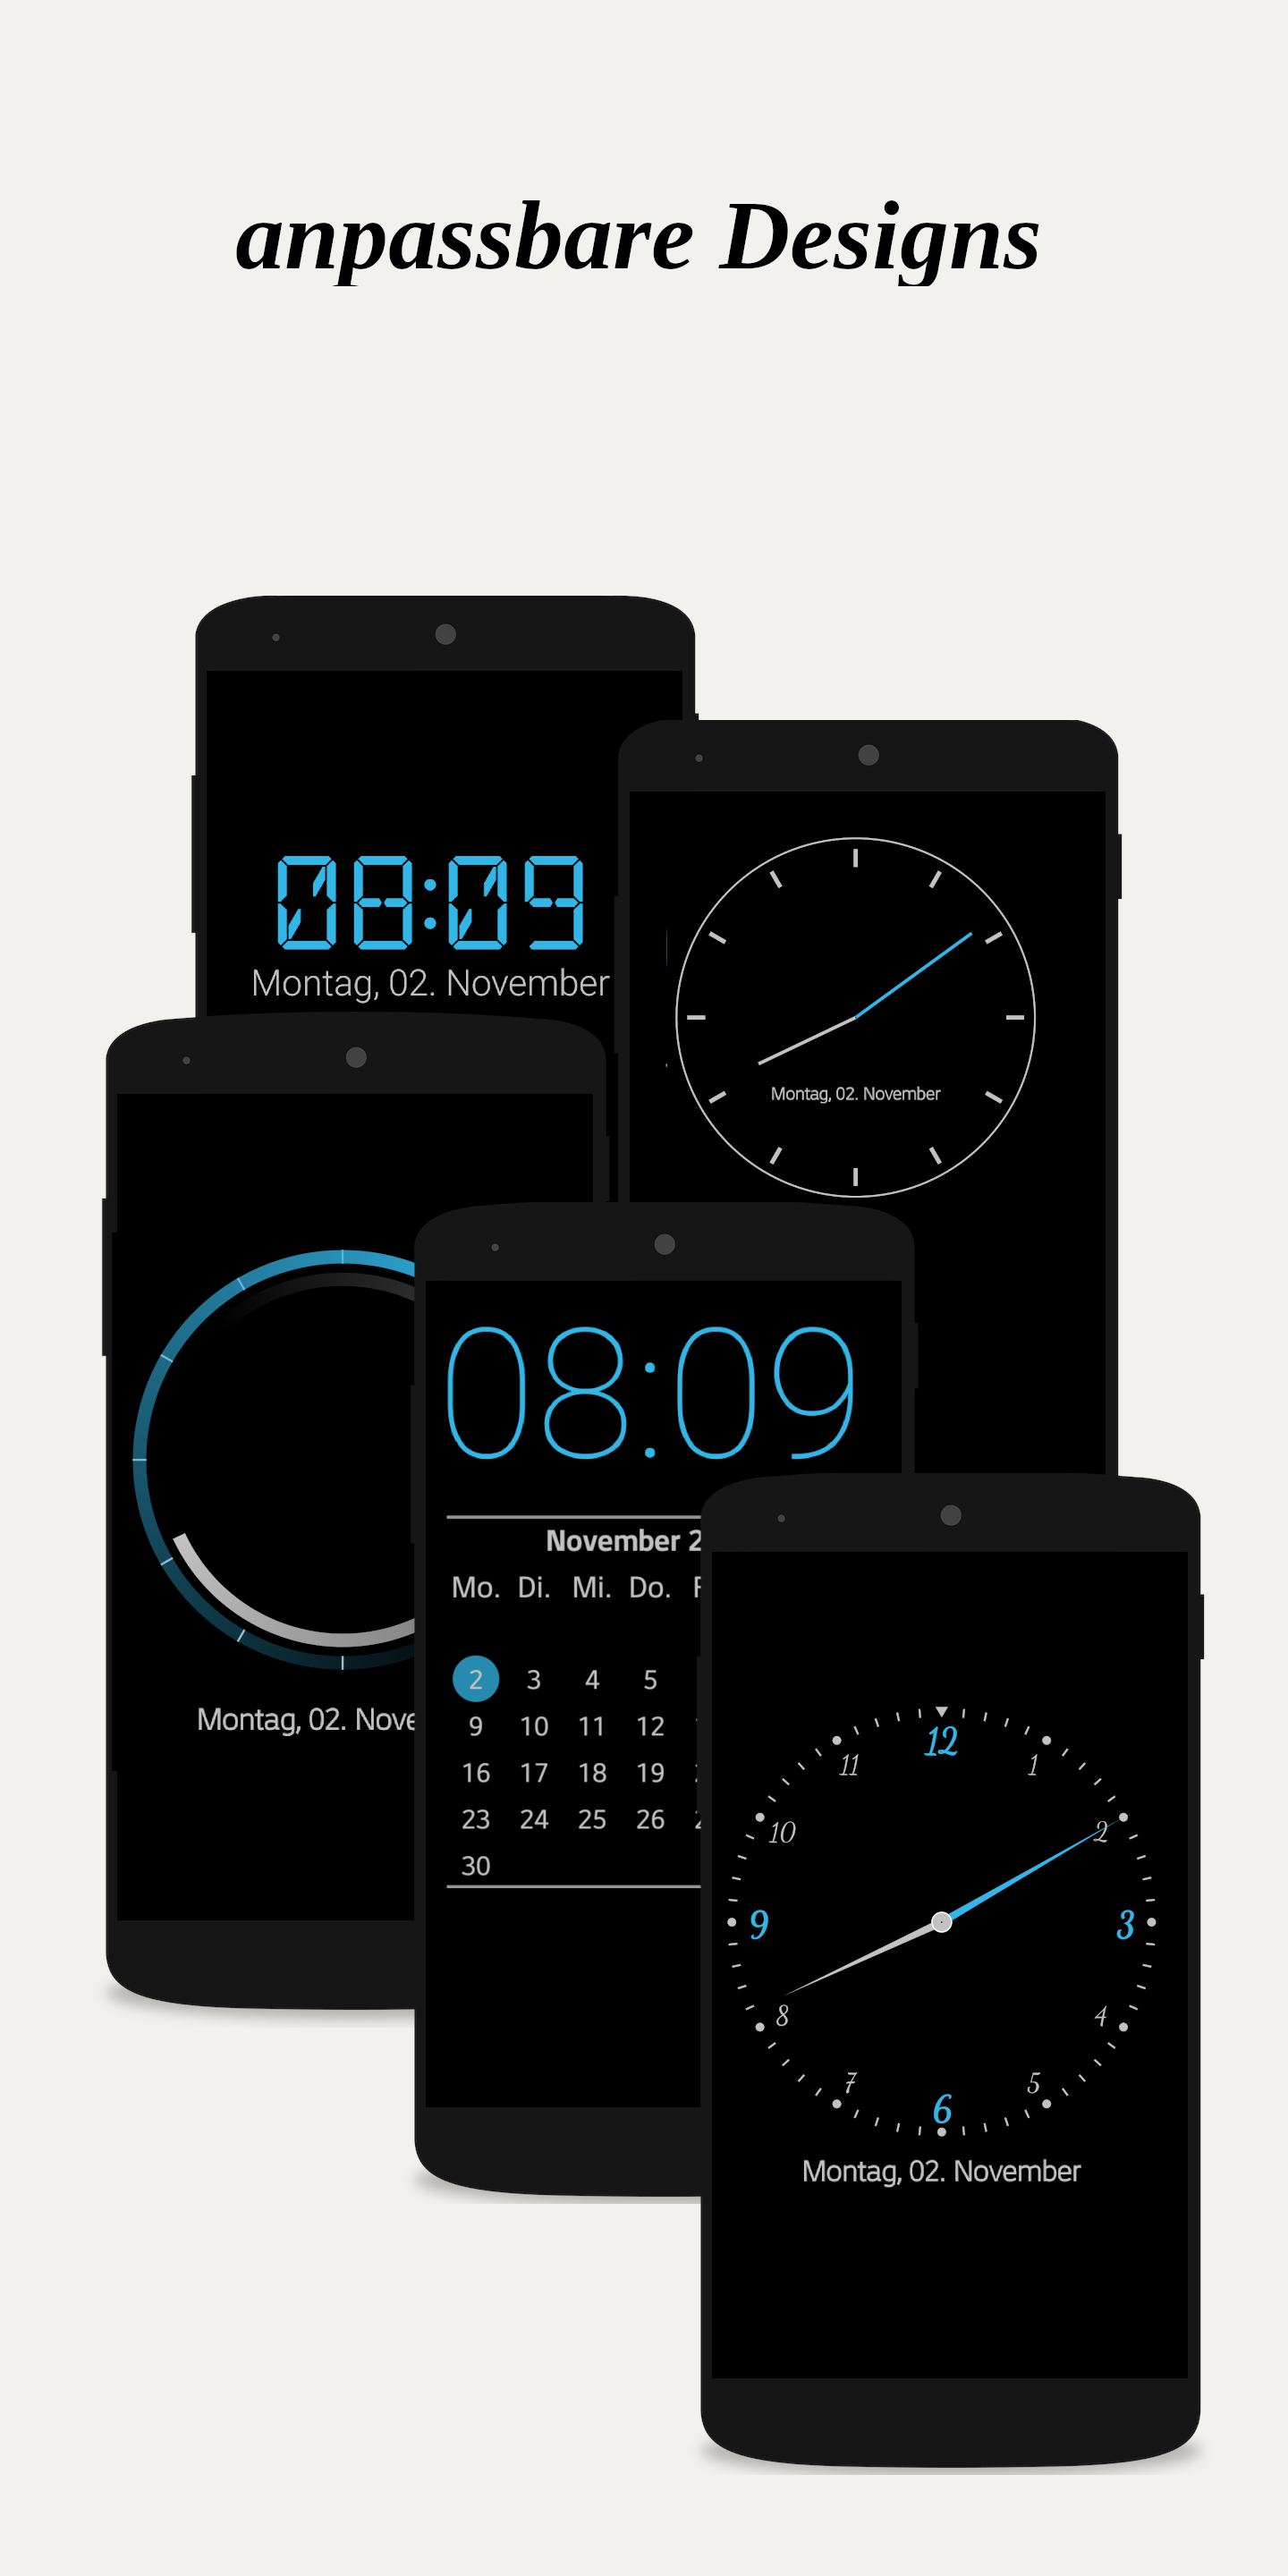 anpassbare Designs
08:09
Montag, 02. November
Montag, 02. November
Montag, 02.
08:09
November
Mo. Di. Mi. Do.
2 3 4 5
9 10 11 12
16 17 18 19
23 24 25 26
30
12
11 1
10 2
9 3
8 4
7 5
6
Montag, 02. November